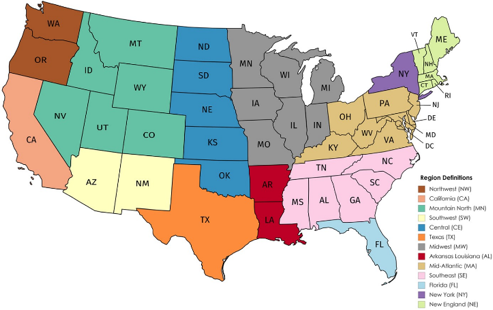 WA
OR
CA
ID
NV
MT
WY
UT
CO
AZ
NM
ND
SD
NE
KS
OK
TX
MN
IA
MO
WI
IL
MI
IN
AR
LA
OH
KY
WV
VA
PA
NJ
DE
MD
DC
TN
NC
SC
MS
AL
GA
FL
NY
VT
NH
ME
MA
CT
RI
Region Definitions
Northwest (NW)
California (CA)
Mountain North (MN)
Southwest (SW)
Central (CE)
Texas (TX)
Midwest (MW)
Arkansas Louisiana (AL)
Mid-Atlantic (MA)
Southeast (SE)
Florida (FL)
New York (NY)
New England (NE)